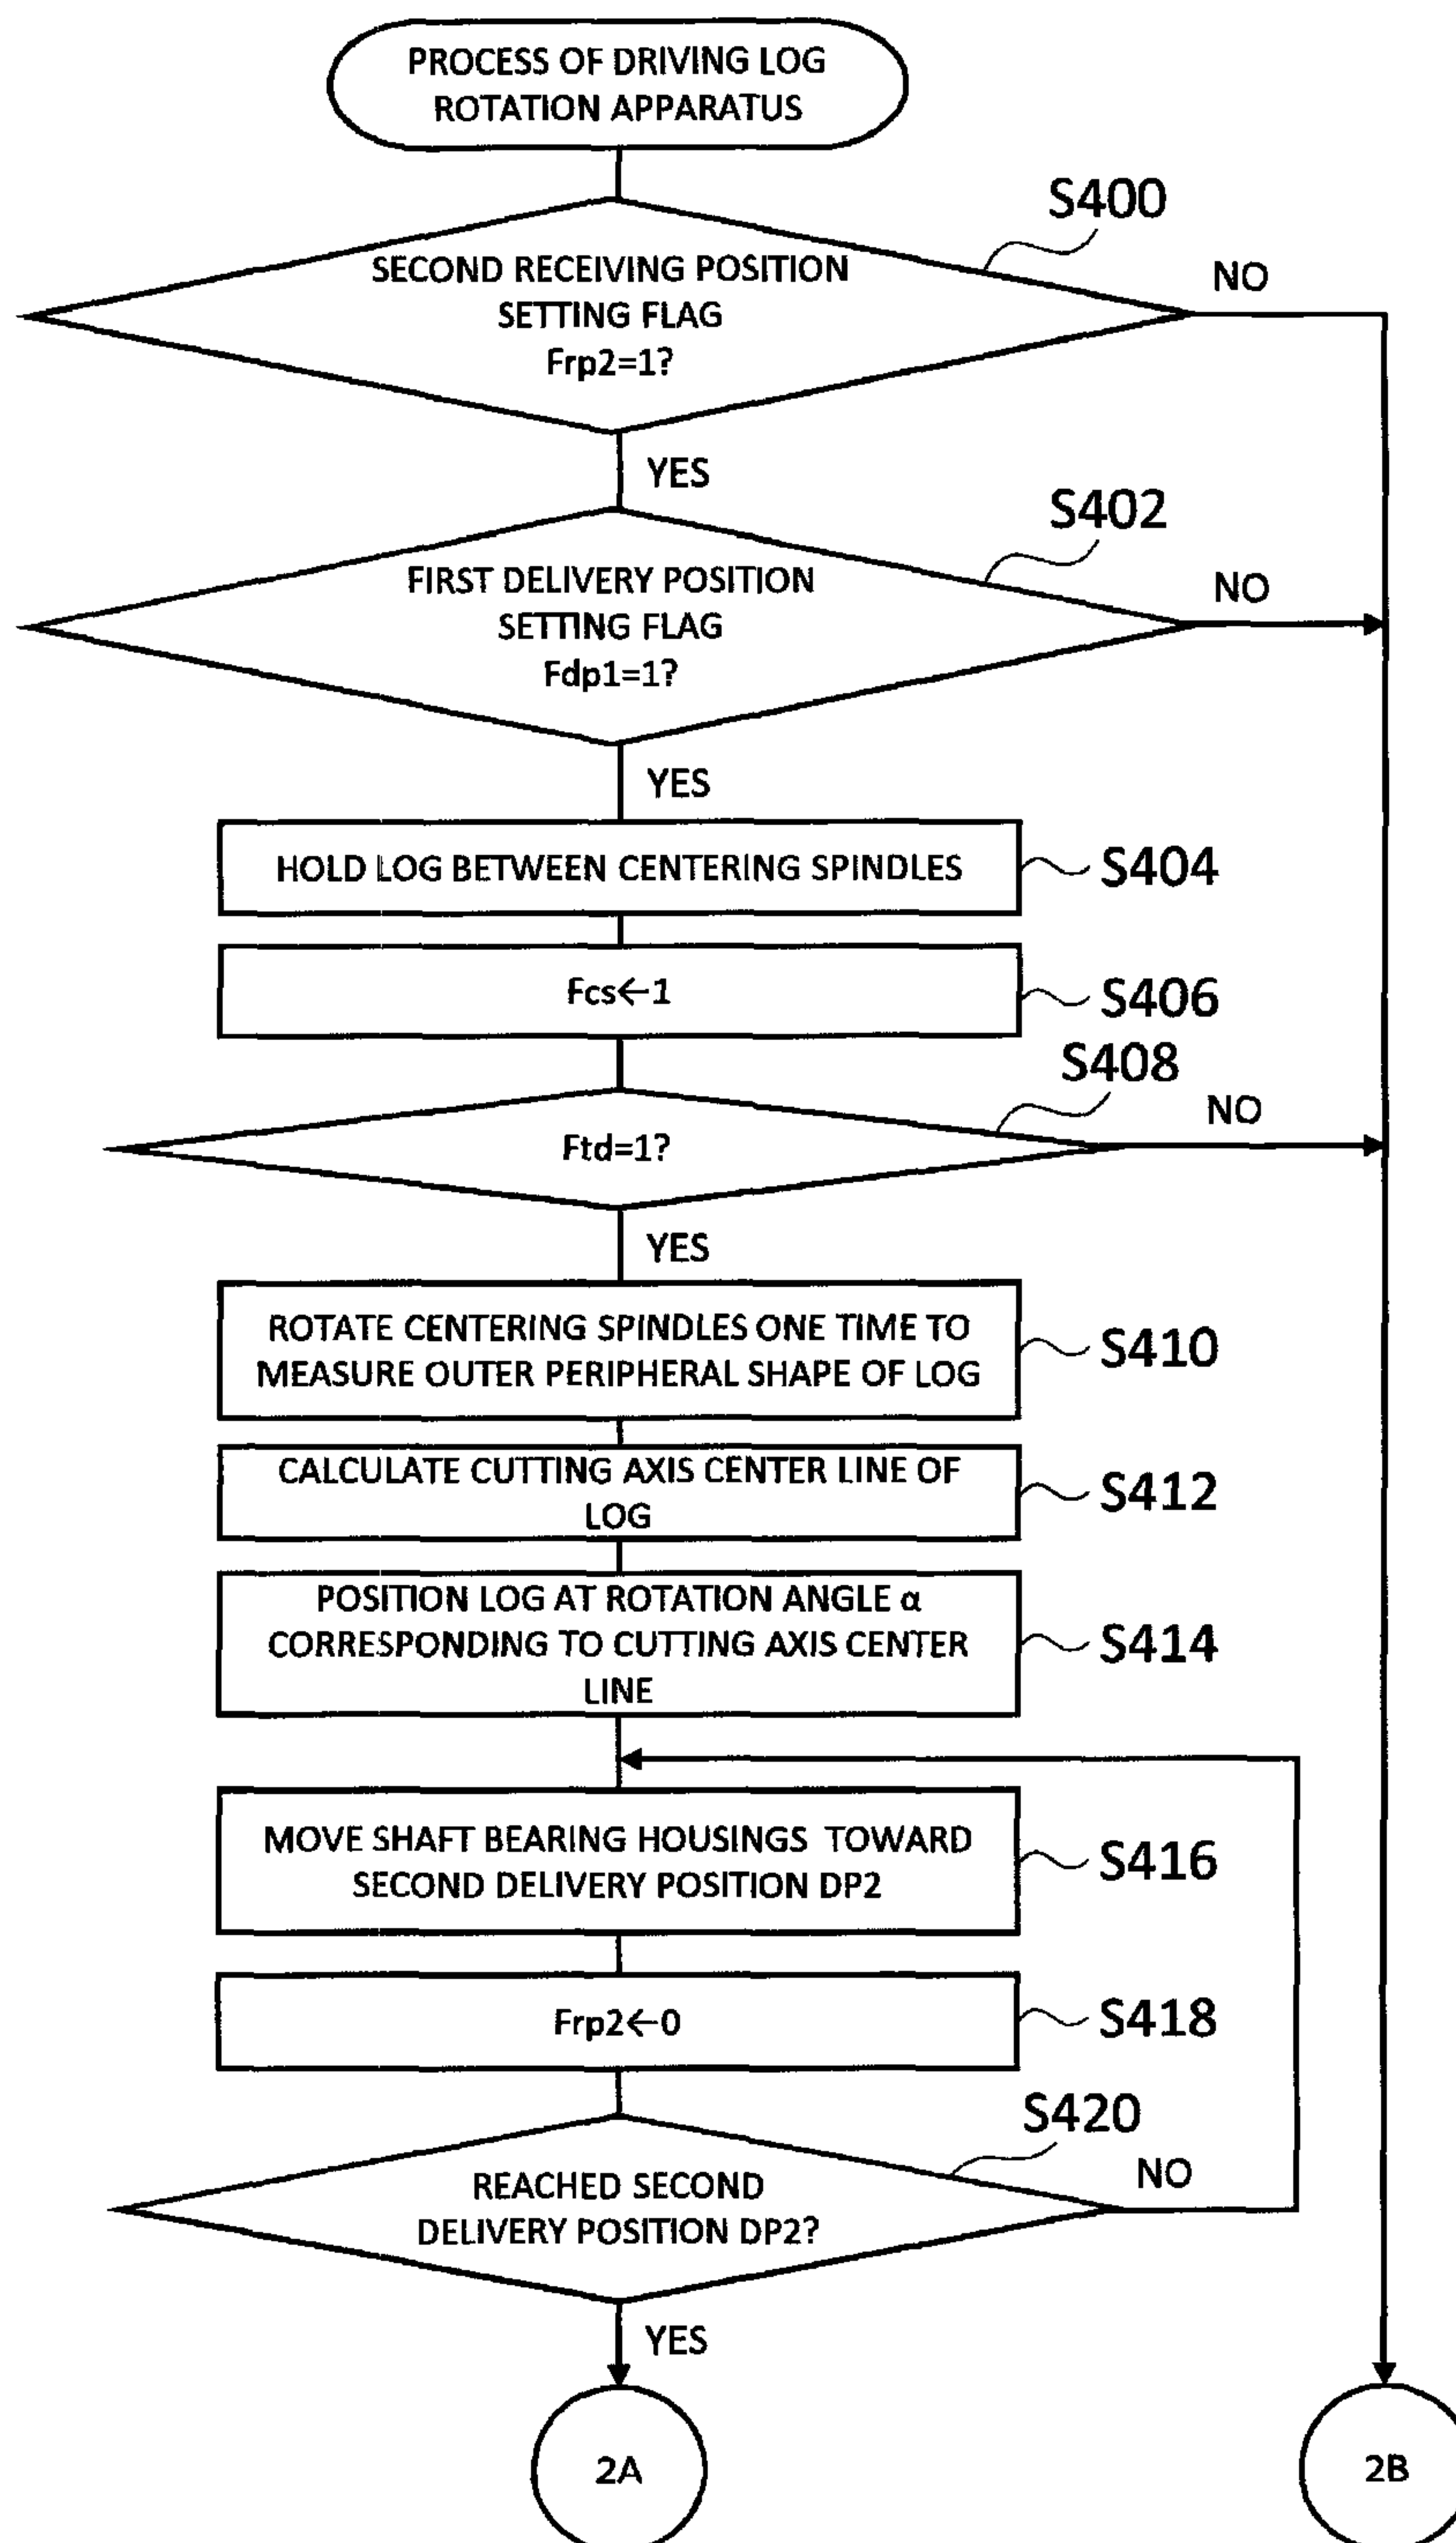 PROCESS OF DRIVING LOG
ROTATION APPARATUS
S400
SECOND RECEIVING POSITION
SETTING FLAG
Frp2=1?
NO
YES
S402
FIRST DELIVERY POSITION
SETTING FLAG
Fdp1=1?
NO
YES
HOLD LOG BETWEEN CENTERING SPINDLES
S404
Fcs←1
S406
S408
Ftd=1?
NO
YES
ROTATE CENTERING SPINDLES ONE TIME TO
MEASURE OUTER PERIPHERAL SHAPE OF LOG
S410
CALCULATE CUTTING AXIS CENTER LINE OF
LOG
S412
POSITION LOG AT ROTATION ANGLE α
CORRESPONDING TO CUTTING AXIS CENTER
LINE
S414
MOVE SHAFT BEARING HOUSINGS TOWARD
SECOND DELIVERY POSITION DP2
S416
Frp2←0
S418
S420
REACHED SECOND
DELIVERY POSITION DP2?
NO
YES
2A
2B